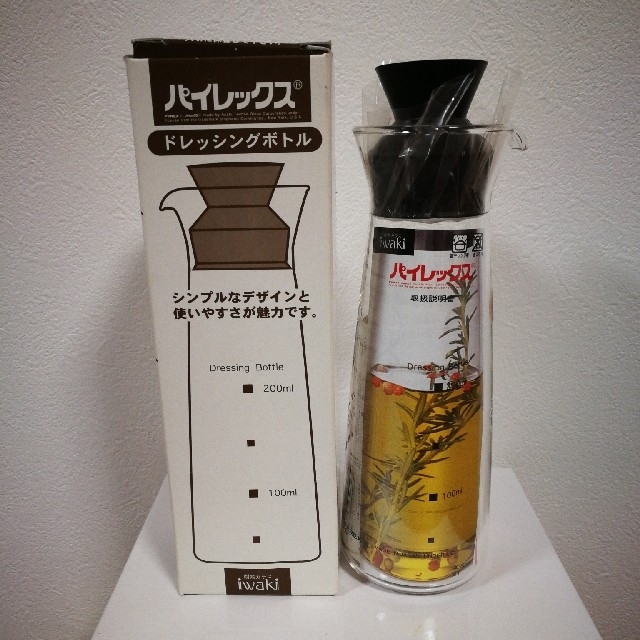 パイレックス®
ドレッシングボトル
シンプルなデザインと
使いやすさが魅力です。
Dressing Bottle
200ml
100ml
iwaki
iwaki
パイレックス
取扱説明書
Dressing Bottle
100ml